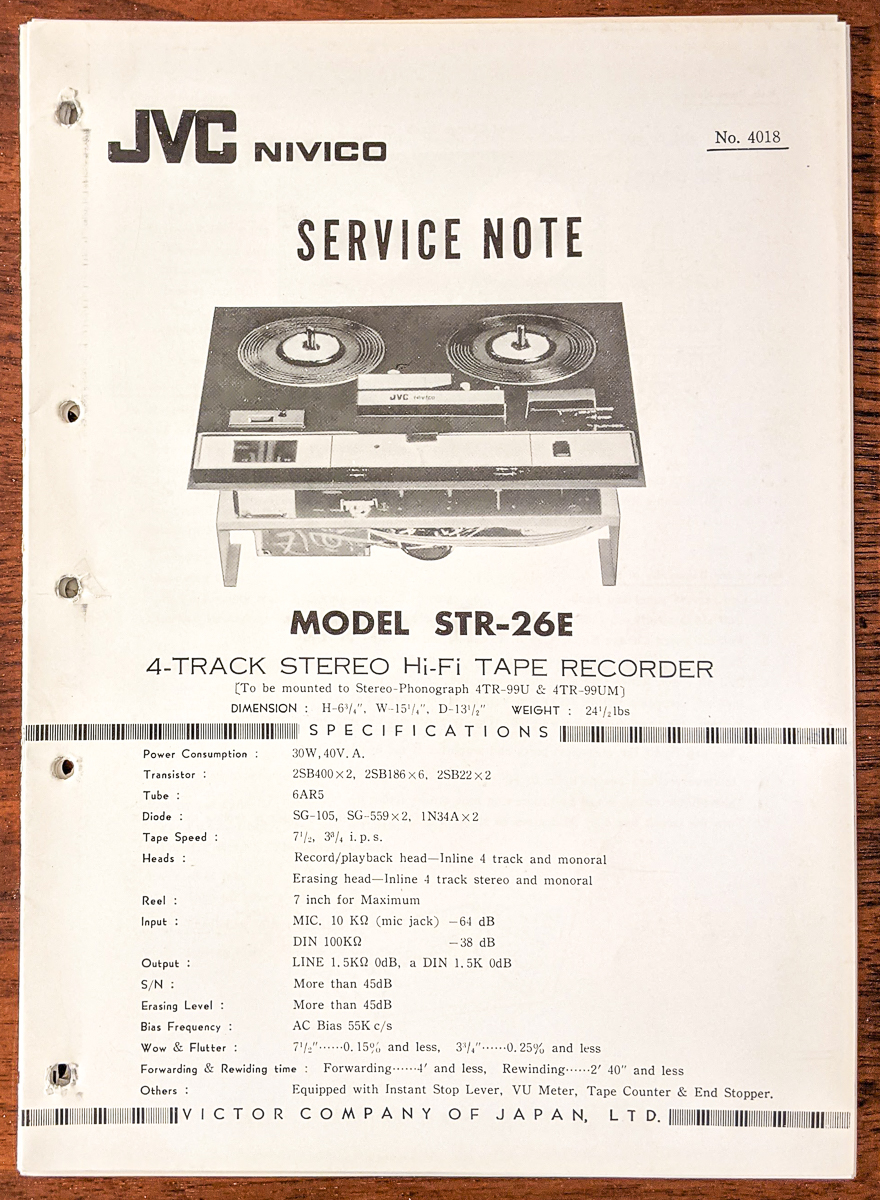 JVC NIVICO
No. 4018
SERVICE NOTE
JVC nivico
MODEL STR-26E
4-TRACK STEREO Hi-Fi TAPE RECORDER
[To be mounted to Stereo-Phonograph 4TR-99U & 4TR-99UM]
DIMENSION : H-6³/₄", W-15¹/₄", D-13¹/₂" WEIGHT : 24¹/₂lbs
SPECIFICATIONS
Power Consumption : 30W, 40V. A.
Transistor : 2SB400×2, 2SB186×6, 2SB22×2
Tube : 6AR5
Diode : SG-105, SG-559×2, 1N34A×2
Tape Speed : 7¹/₂, 3³/₄ i. p. s.
Heads : Record/playback head—Inline 4 track and monoral
Erasing head—Inline 4 track stereo and monoral
Reel : 7 inch for Maximum
Input : MIC. 10 KΩ (mic jack) −64 dB
DIN 100KΩ −38 dB
Output : LINE 1.5KΩ 0dB, a DIN 1.5K 0dB
S/N : More than 45dB
Erasing Level : More than 45dB
Bias Frequency : AC Bias 55K c/s
Wow & Flutter : 7¹/₂"······0.15% and less, 3³/₄"······0.25% and less
Forwarding & Rewiding time : Forwarding······4' and less, Rewinding······2' 40" and less
Others : Equipped with Instant Stop Lever, VU Meter, Tape Counter & End Stopper.
VICTOR COMPANY OF JAPAN, LTD.